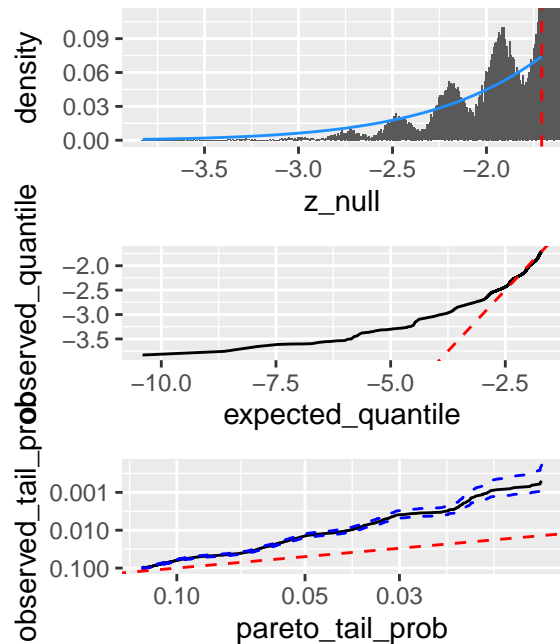 density
0.09
0.06
0.03
0.00
−3.5 −3.0 −2.5 −2.0
z_null
observed_quantile
−2.0
−2.5
−3.0
−3.5
−10.0 −7.5 −5.0 −2.5
expected_quantile
observed_tail_prob
0.001
0.010
0.100
0.10 0.05 0.03
pareto_tail_prob